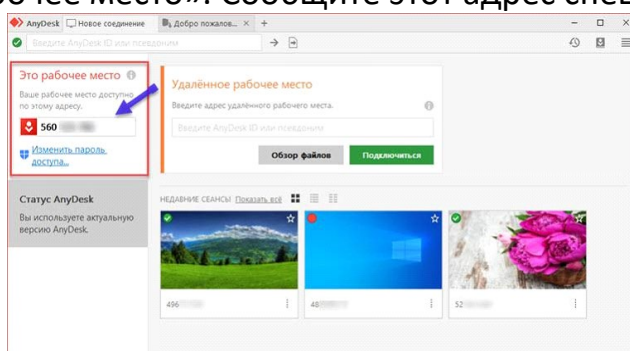 рабочее место». Сообщите этот адрес спец
AnyDesk Новое соединение Добро пожалов...
Введите AnyDesk ID или псевдоним
Это рабочее место
Ваше рабочее место доступно
по этому адресу.
560
Изменить пароль
доступа...
Статус AnyDesk
Вы используете актуальную
версию AnyDesk.
Удалённое рабочее место
Введите адрес удалённого рабочего места.
Введите AnyDesk ID или псевдоним
Обзор файлов Подключиться
НЕДАВНИЕ СЕАНСЫ Показать всё
496
48
52